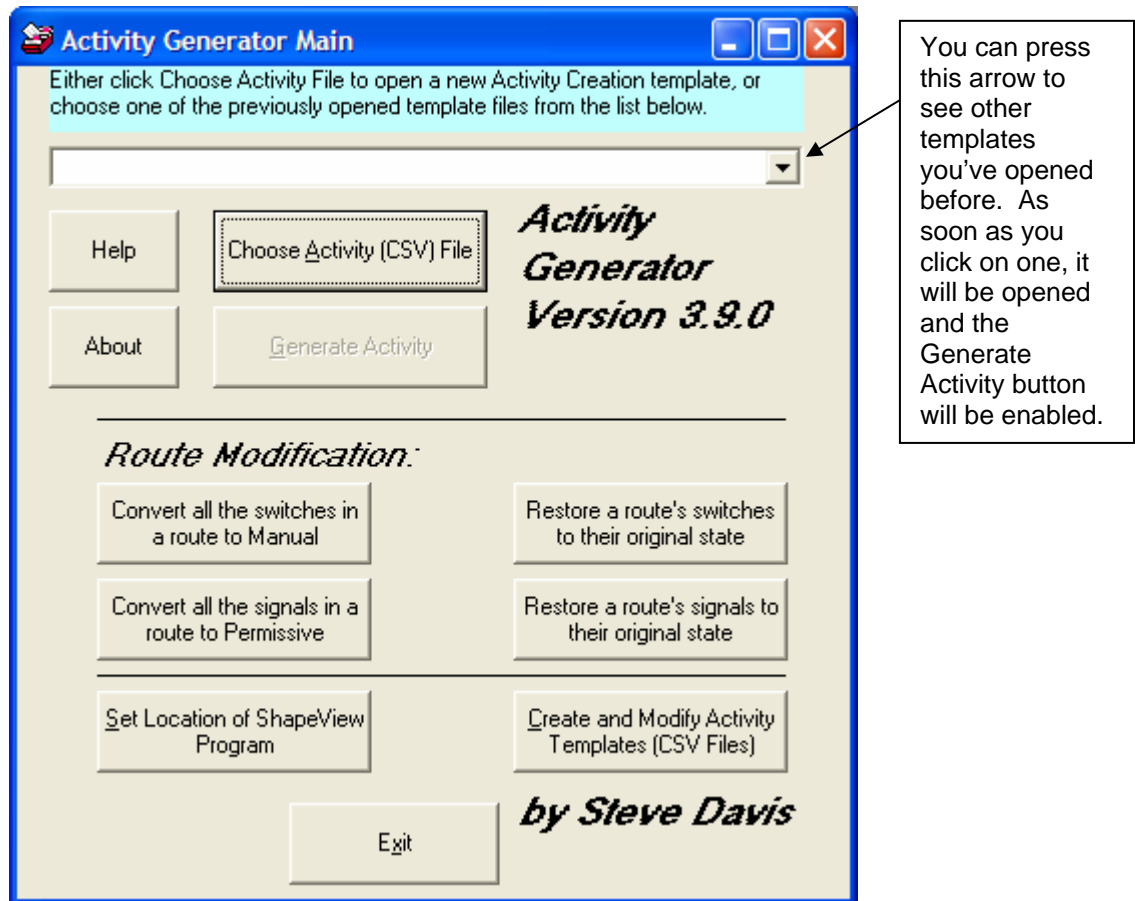 Activity Generator Main
Either click Choose Activity File to open a new Activity Creation template, or
choose one of the previously opened template files from the list below.
Help
Choose Activity (CSV) File
Activity
Generator
Version 3.9.0
About
Generate Activity
Route Modification:
Convert all the switches in
a route to Manual
Restore a route's switches
to their original state
Convert all the signals in a
route to Permissive
Restore a route's signals to
their original state
Set Location of ShapeView
Program
Create and Modify Activity
Templates (CSV Files)
by Steve Davis
Exit
You can press
this arrow to
see other
templates
you’ve opened
before. As
soon as you
click on one, it
will be opened
and the
Generate
Activity button
will be enabled.